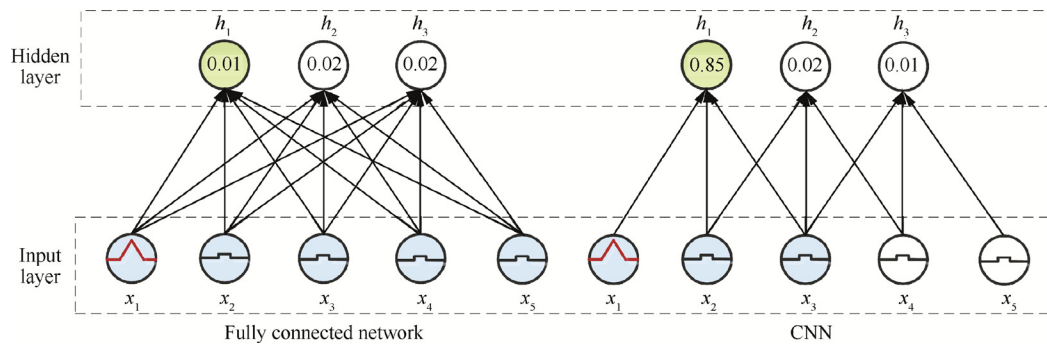 h1 h2 h3 h1 h2 h3
Hidden
layer
0.01 0.02 0.02 0.85 0.02 0.01
Input
layer
x1 x2 x3 x4 x5 x1 x2 x3 x4 x5
Fully connected network CNN